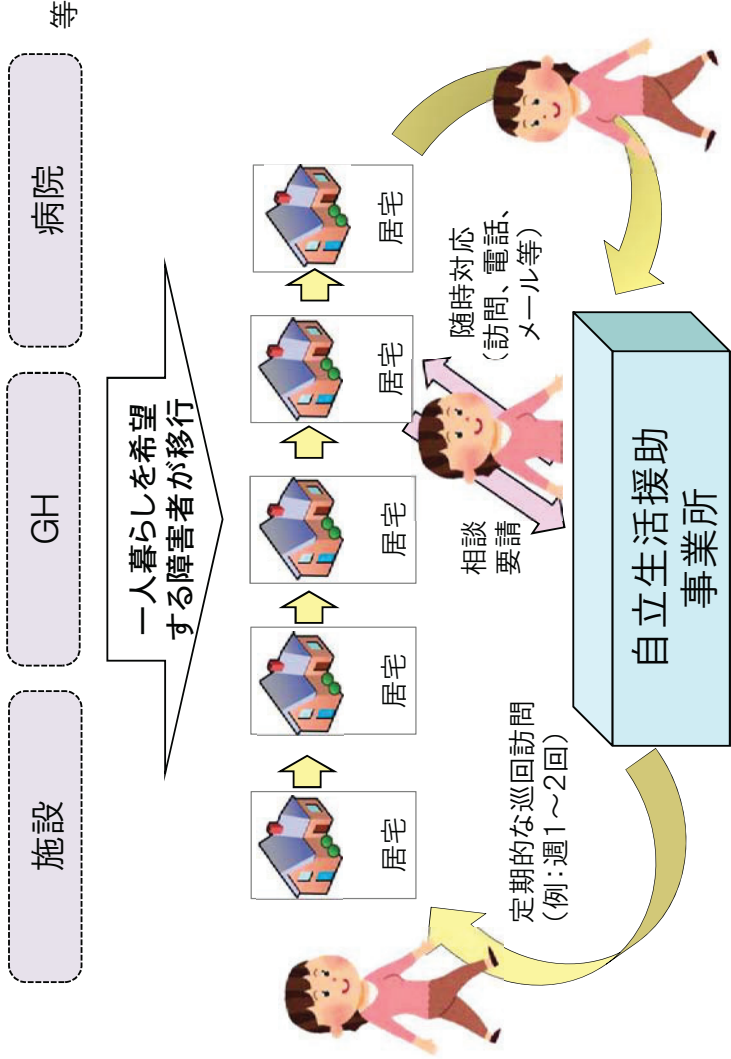 施設
GH
病院
等
一人暮らしを希望
する障害者が移行
居宅
居宅
居宅
居宅
居宅
定期的な巡回訪問
（例：週1～2回）
相談
要請
随時対応
（訪問、電話、
メール等）
自立生活援助
事業所